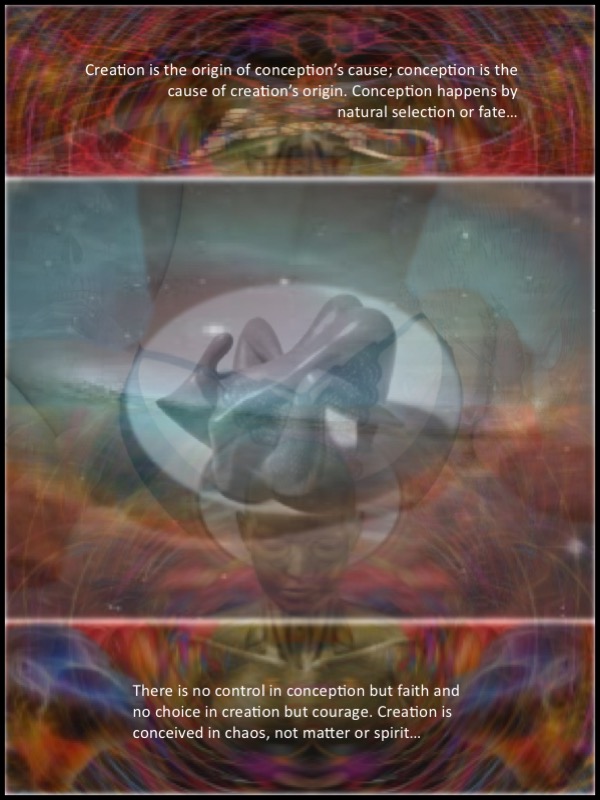 Creation is the origin of conception's cause; conception is the
cause of creation's origin. Conception happens by
natural selection or fate...
There is no control in conception but faith and
no choice in creation but courage. Creation is
conceived in chaos, not matter or spirit...